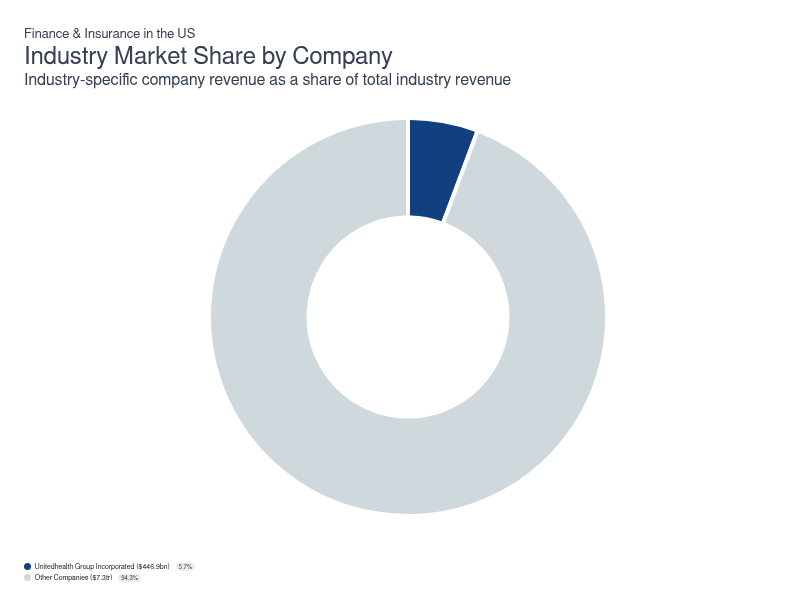 Finance & Insurance in the US
Industry Market Share by Company
Industry-specific company revenue as a share of total industry revenue
Unitedhealth Group Incorporated ($446.9bn) 5.7%
Other Companies ($7.3tr) 94.3%